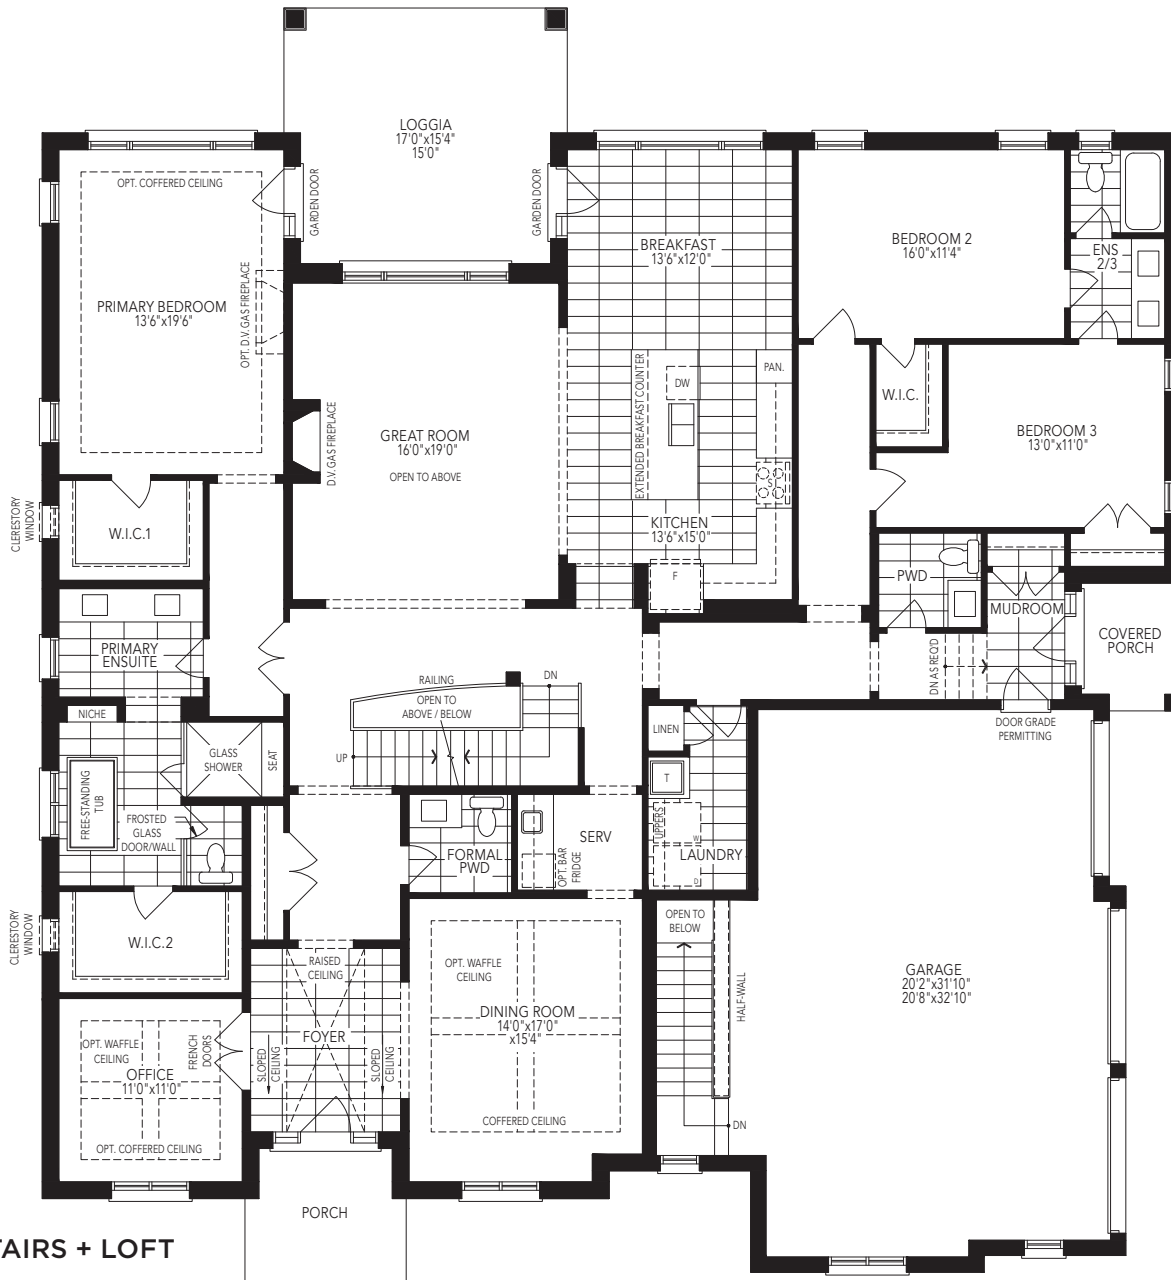 LOGGIA
17'0"x15'4"
15'0"
OPT. COFFERED CEILING
GARDEN DOOR
GARDEN DOOR
BREAKFAST
13'6"x12'0"
BEDROOM 2
16'0"x11'4"
ENS
2/3
PRIMARY BEDROOM
13'6"x19'6"
OPT. D.V. GAS FIREPLACE
PAN.
DW
EXTENDED BREAKFAST COUNTER
W.I.C.
D.V. GAS FIREPLACE
GREAT ROOM
16'0"x19'0"
OPEN TO ABOVE
BEDROOM 3
13'0"x11'0"
S
CLERESTORY
WINDOW
W.I.C.1
KITCHEN
13'6"x15'0"
F
PWD
MUDROOM
COVERED
PORCH
PRIMARY
ENSUITE
DN AS REQ'D
RAILING
DN
OPEN TO
ABOVE / BELOW
NICHE
LINEN
DOOR GRADE
PERMITTING
GLASS
SHOWER
SEAT
UP
T
FREE-STANDING
TUB
FROSTED
GLASS
DOOR/WALL
FORMAL
PWD
SERV
OPT. BAR
FRIDGE
UPPERS
W
LAUNDRY
D
CLERESTORY
WINDOW
W.I.C.2
OPEN TO
BELOW
RAISED
CEILING
OPT. WAFFLE
CEILING
GARAGE
20'2"x31'10"
20'8"x32'10"
HALF-WALL
DINING ROOM
14'0"x17'0"
x15'4"
FOYER
OPT. WAFFLE
CEILING
FRENCH
DOORS
SLOPED
CEILING
SLOPED
CEILING
OFFICE
11'0"x11'0"
COFFERED CEILING
DN
OPT. COFFERED CEILING
PORCH
TAIRS + LOFT